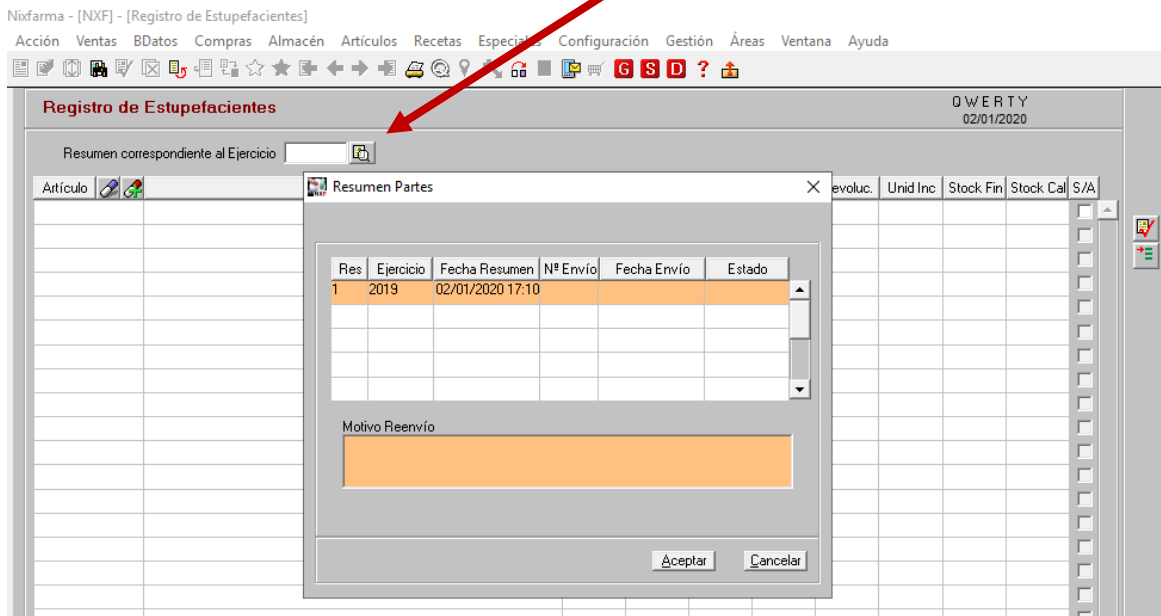 Nixfarma - [NXF] - [Registro de Estupefacientes]
Acción Ventas BDatos Compras Almacén Artículos Recetas Especiales Configuración Gestión Áreas Ventana Ayuda
G S D ?
Registro de Estupefacientes
QWERTY
02/01/2020
Resumen correspondiente al Ejercicio
Artículo
Resumen Partes
evoluc. Unid Inc Stock Fin Stock Cal S/A
Res Ejercicio Fecha Resumen Nº Envío Fecha Envío Estado
1 2019 02/01/2020 17:10
Motivo Reenvío
Aceptar Cancelar